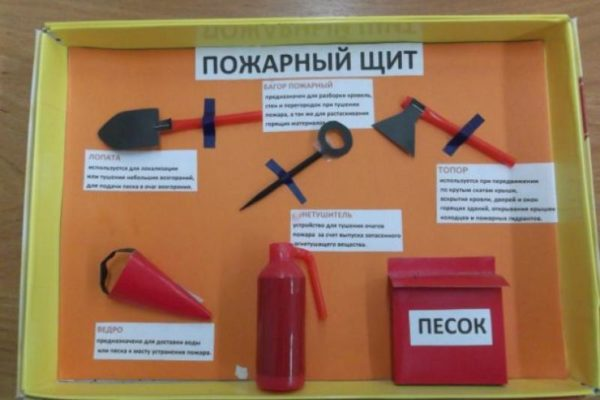 ПОЖАРНЫЙ ЩИТ
БАГОР ПОЖАРНЫЙ
предназначен для разборки кровель,
стен и перегородок при тушении
пожара, а так же для растаскивания
горящих материалов
ЛОПАТА
используется для локализации
или тушения небольших возгораний,
для подачи песка в очаг возгорания.
ТОПОР
используется при передвижении
по крутым скатам крыши,
вскрытие кровли, дверей и окон
горящих зданий, открывания крышек
колодцев и пожарных гидрантов.
ОГНЕТУШИТЕЛЬ
устройство для тушения очагов
пожара за счет выпуска запасенного
огнетушащего вещества.
ВЕДРО
предназначена для доставки воды
или песка к месту устранения пожара.
ПЕСОК